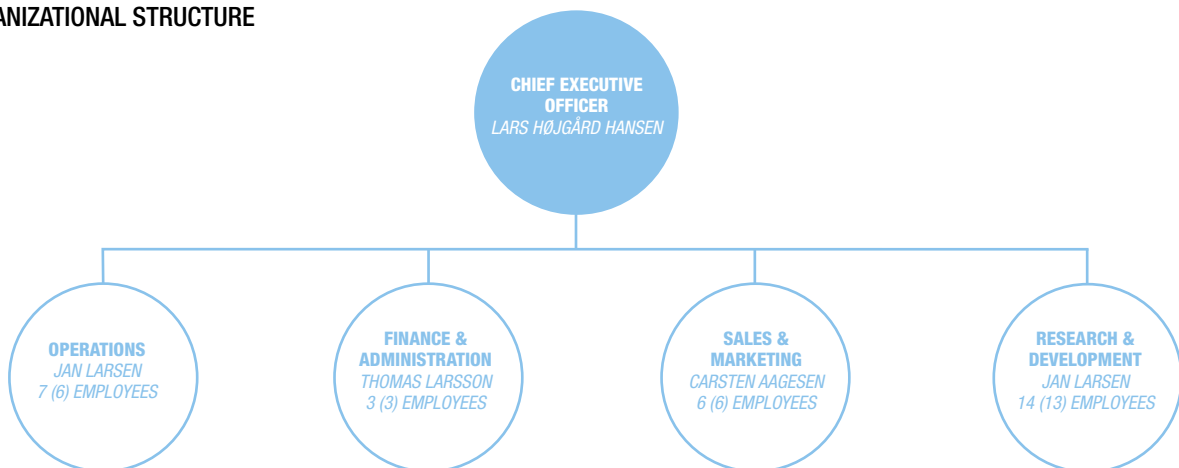 ANIZATIONAL STRUCTURE
CHIEF EXECUTIVE
OFFICER
LARS HØJGÅRD HANSEN
OPERATIONS
JAN LARSEN
7 (6) EMPLOYEES
FINANCE &
ADMINISTRATION
THOMAS LARSSON
3 (3) EMPLOYEES
SALES &
MARKETING
CARSTEN AAGESEN
6 (6) EMPLOYEES
RESEARCH &
DEVELOPMENT
JAN LARSEN
14 (13) EMPLOYEES